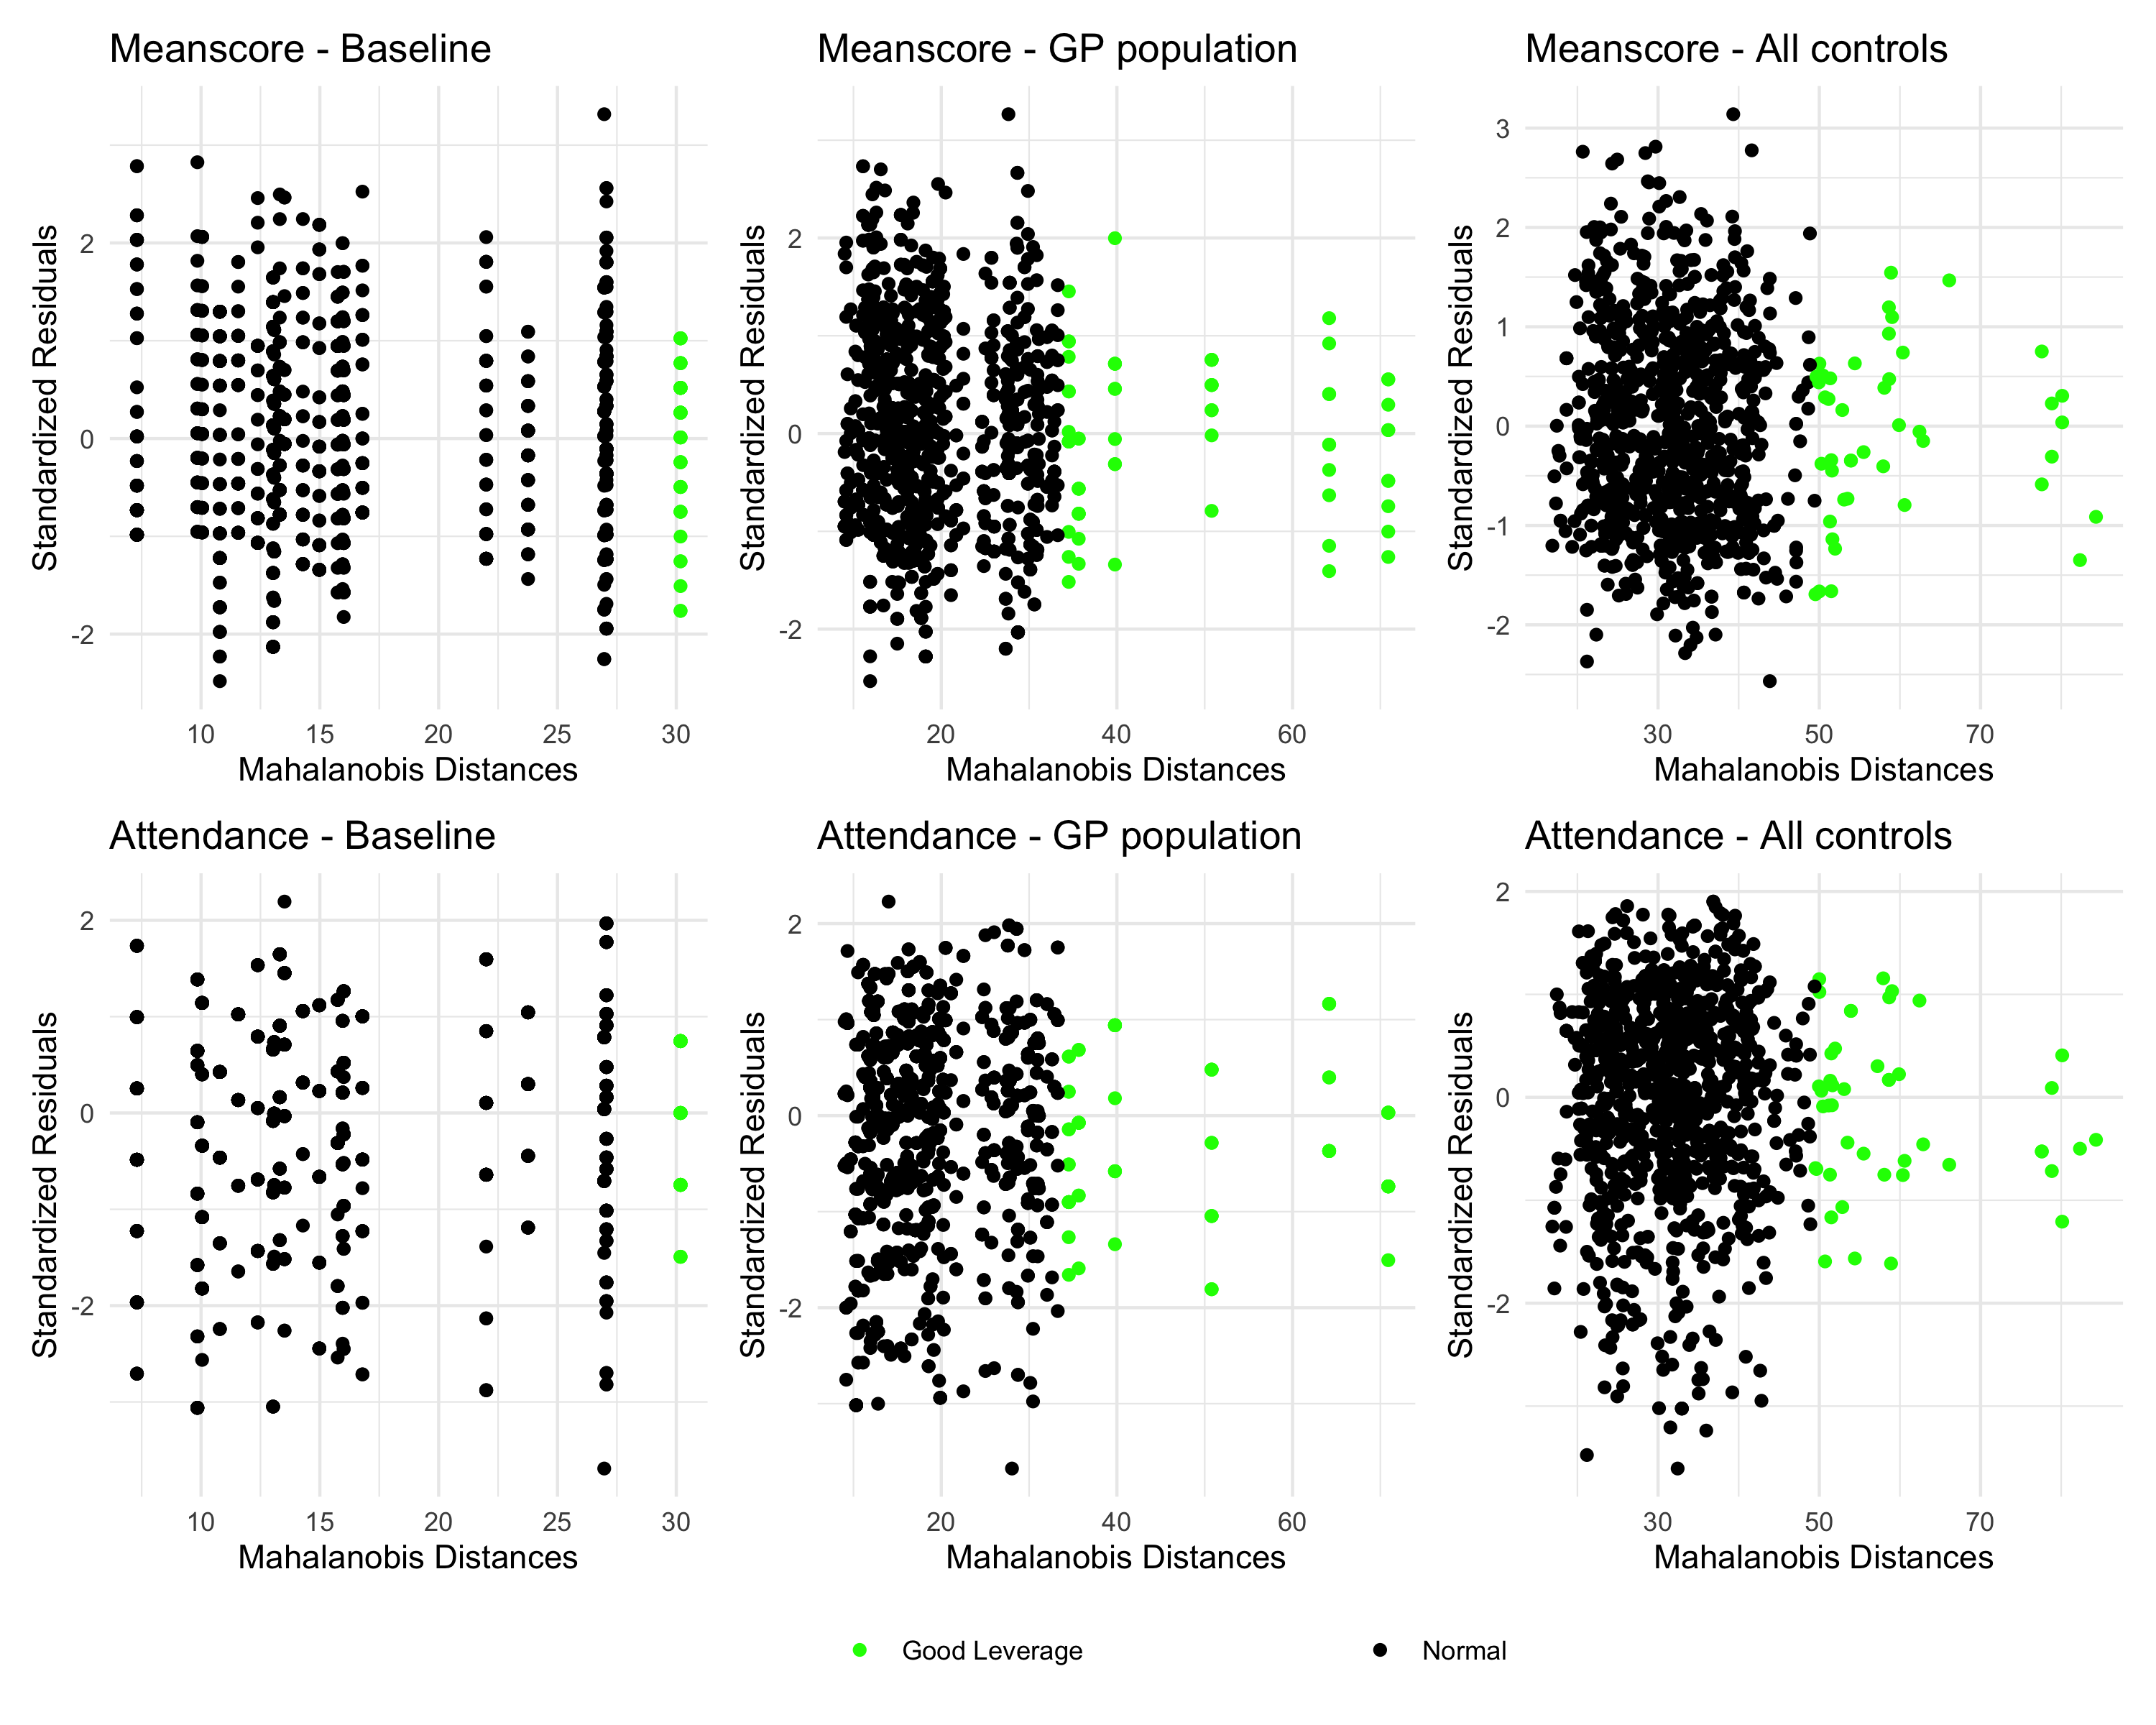 Meanscore - Baseline
Meanscore - GP population
Meanscore - All controls
Standardized Residuals
2
0
-2
10 15 20 25 30
Mahalanobis Distances
Standardized Residuals
2
0
-2
20 40 60
Mahalanobis Distances
Standardized Residuals
3
2
1
0
-1
-2
30 50 70
Mahalanobis Distances
Attendance - Baseline
Attendance - GP population
Attendance - All controls
Standardized Residuals
2
0
-2
10 15 20 25 30
Mahalanobis Distances
Standardized Residuals
2
0
-2
20 40 60
Mahalanobis Distances
Standardized Residuals
2
0
-2
30 50 70
Mahalanobis Distances
Good Leverage
Normal